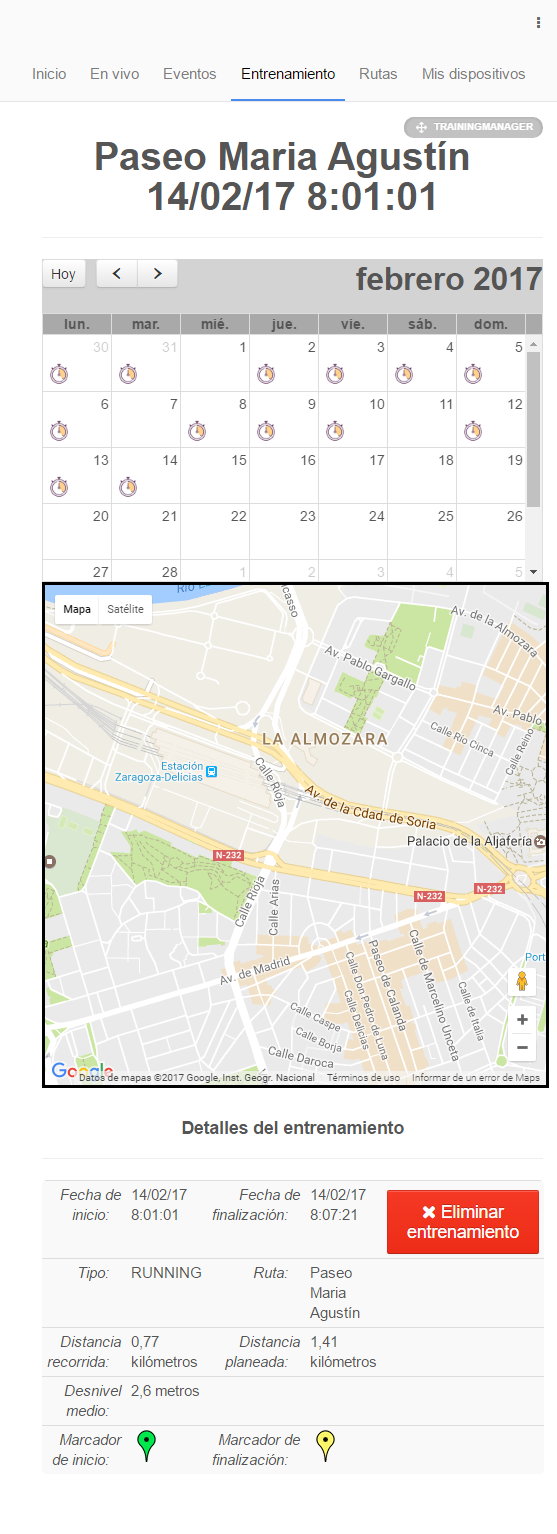 Inicio En vivo Eventos Entrenamiento Rutas Mis dispositivos
TRAININGMANAGER
Paseo Maria Agustín
14/02/17 8:01:01
Hoy
febrero 2017
lun. mar. mié. jue. vie. sáb. dom.
30 31 1 2 3 4 5
6 7 8 9 10 11 12
13 14 15 16 17 18 19
20 21 22 23 24 25 26
27 28 1 2 3 4 5
Mapa Satélite
Av. de la Almozara
Av. Pablo Gargallo
Av. Pablo
Calle Río Cinca
Calle Reino
LA ALMOZARA
Estación
Zaragoza-Delicias
Calle Rioja
Av. de la Cdad. de Soria
Palacio de la Aljafería
N-232
N-232
N-232
Calle Rioja
Calle Arias
Av. de Madrid
Calle Don Pedro de Luna
Calle Delicias
Paseo de Calanda
Calle de Marcelino Unceta
Calle de Italia
Port
Calle Caspe
Calle Borja
Calle Daroca
+
−
Google
Datos de mapas ©2017 Google, Inst. Geogr. Nacional Términos de uso Informar de un error de Maps
Detalles del entrenamiento
Fecha de inicio: 14/02/17 8:01:01 Fecha de finalización: 14/02/17 8:07:21
Eliminar entrenamiento
Tipo: RUNNING Ruta: Paseo Maria Agustín
Distancia recorrida: 0,77 kilómetros Distancia planeada: 1,41 kilómetros
Desnivel medio: 2,6 metros
Marcador de inicio: Marcador de finalización: